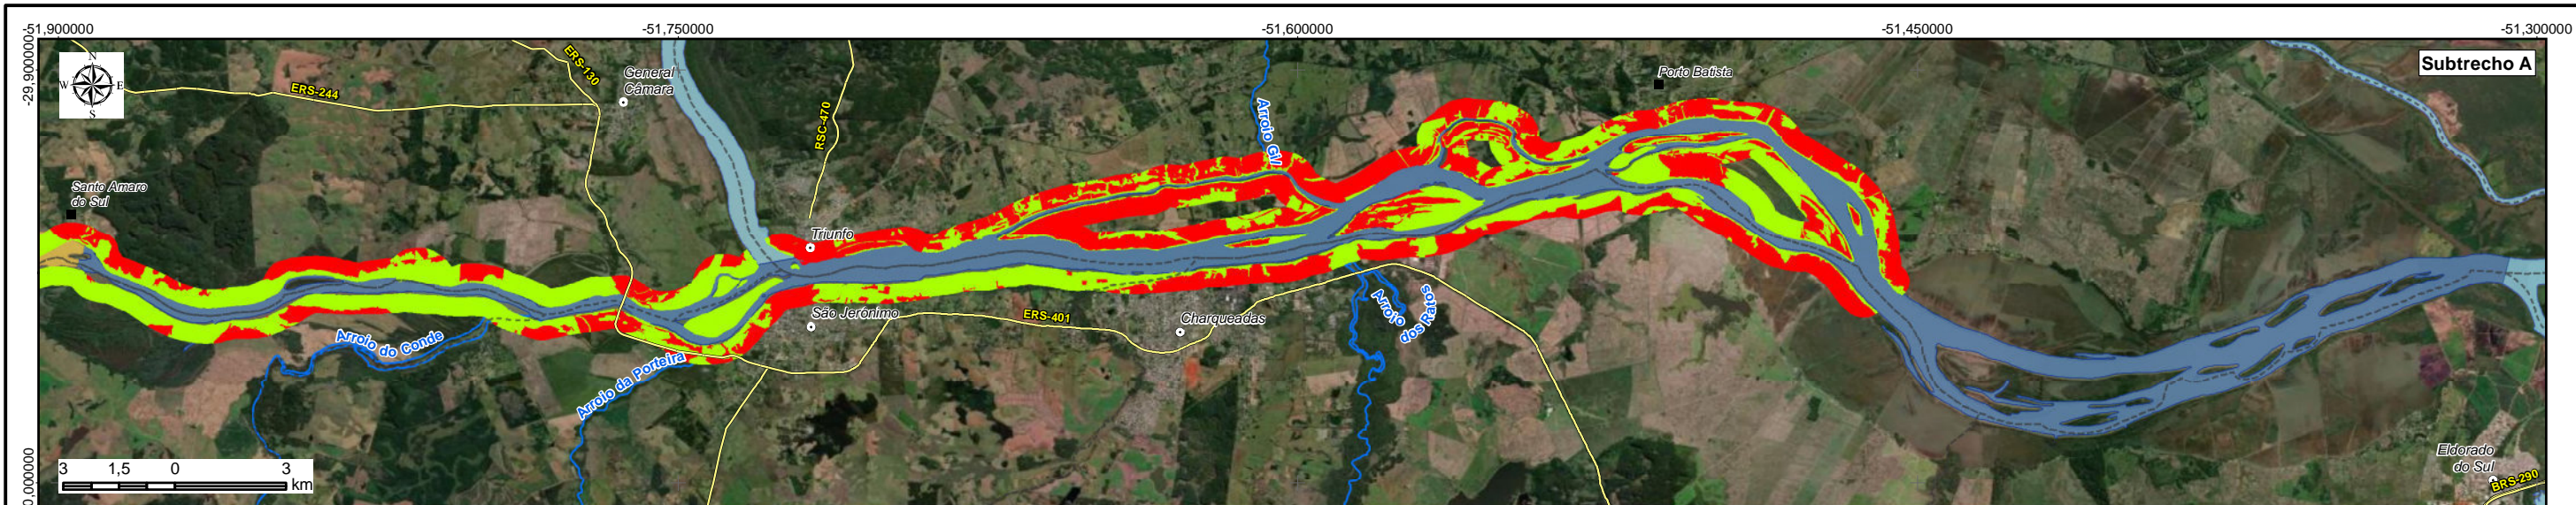 -51,900000
-51,750000
-51,600000
-51,450000
-51,300000
-29,900000
Subtrecho A
N
W
E
S
ERS-244
ERS-130
General
Câmara
RSC-470
Arroio Gil
Porto Batista
Santo Amaro
do Sul
Triunfo
São Jerônimo
ERS-401
Charqueadas
Arroio
dos Ratos
Arroio do Conde
Arroio da Porteira
Eldorado
do Sul
BRS-290
0,000000
3 1,5 0 3
km